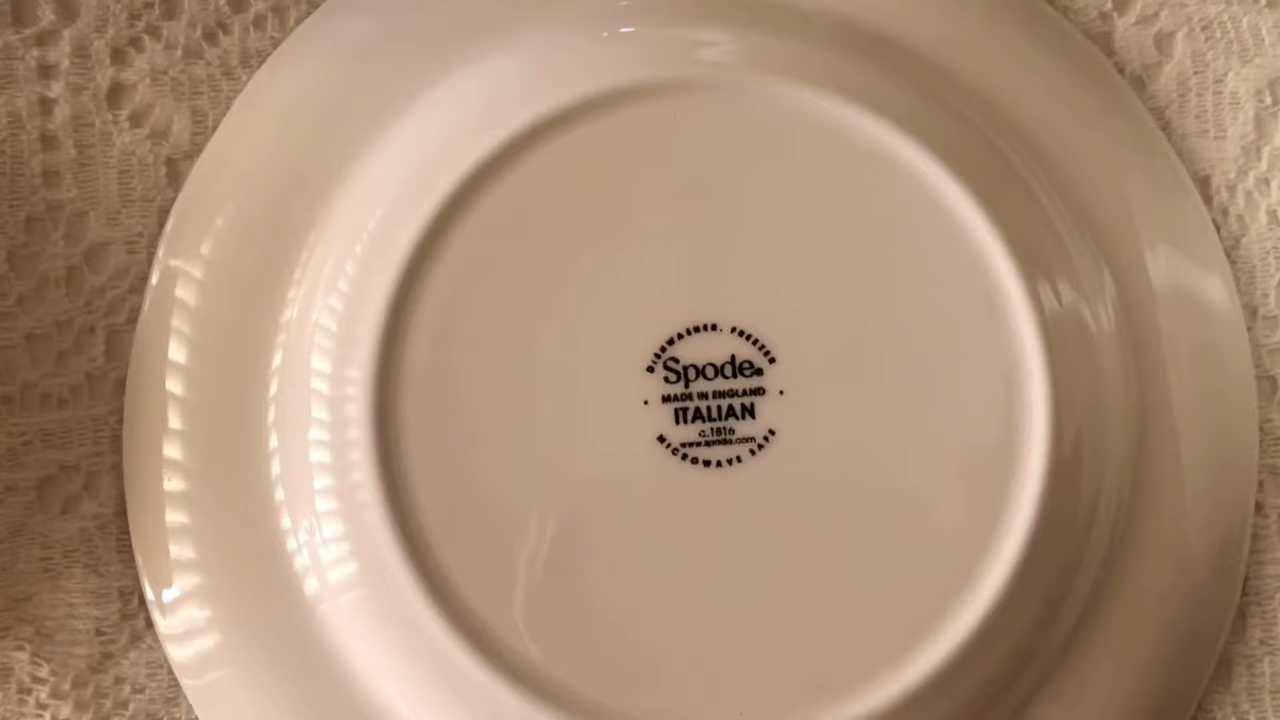 DISHWASHER, FREEZER
Spode®
• MADE IN ENGLAND •
ITALIAN
c.1816
www.spode.com
MICROWAVE SAFE